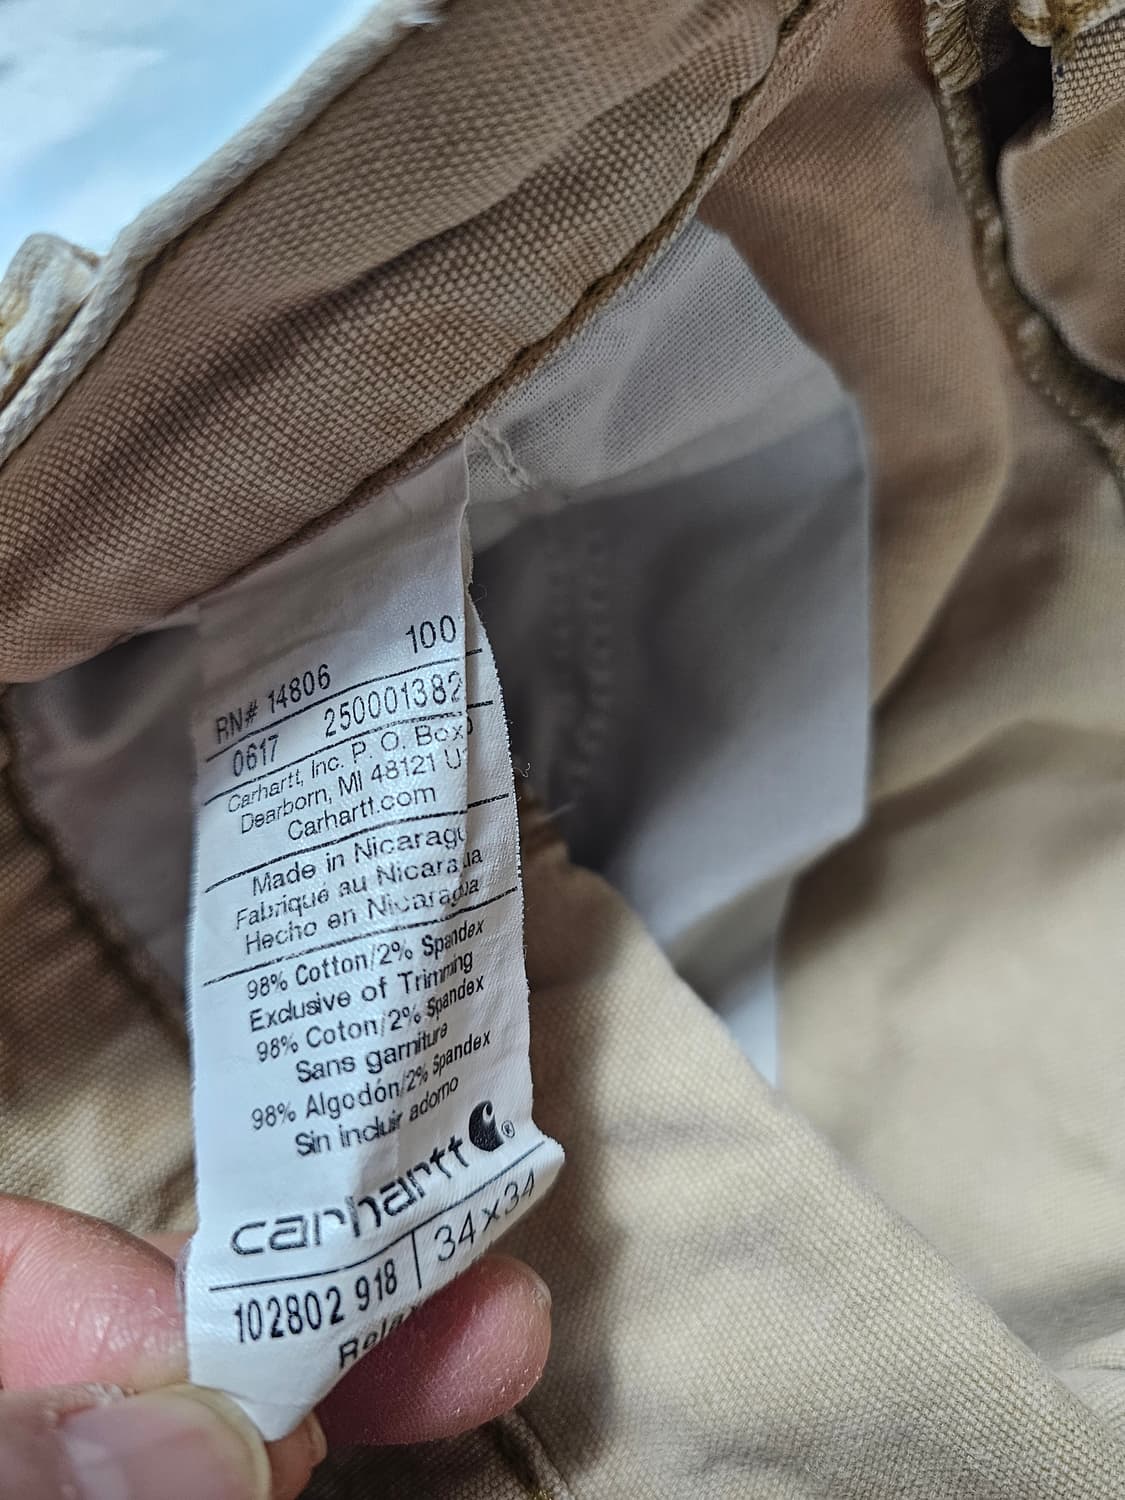 RN# 14806 100
0617 250001382
Carhartt, Inc. P. O. Box
Dearborn, MI 48121
Carhartt.com
Made in
Fabrique au Nicaragua
Hecho en Nicaragua
98% Cotton/2% Spandex
Exclusive of Trimming
98% Coton/2% Spandex
Sans garniture
98% Algodón/2% Spandex
Sin incluir adorno
carhartt ®
102802 918 | 34x34